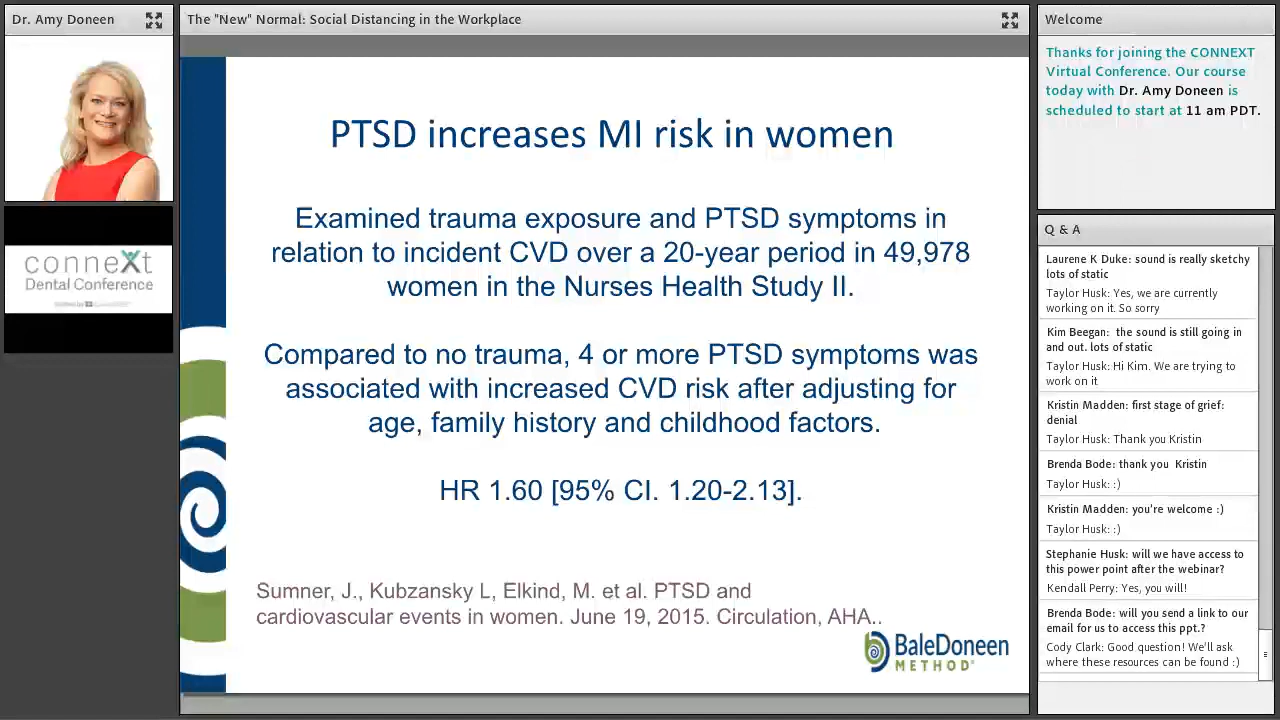 Dr. Amy Doneen
The "New" Normal: Social Distancing in the Workplace
Welcome
Thanks for joining the CONNEXT
Virtual Conference. Our course
today with Dr. Amy Doneen is
scheduled to start at 11 am PDT.
PTSD increases MI risk in women
Examined trauma exposure and PTSD symptoms in
relation to incident CVD over a 20-year period in 49,978
women in the Nurses Health Study II.
Compared to no trauma, 4 or more PTSD symptoms was
associated with increased CVD risk after adjusting for
age, family history and childhood factors.
HR 1.60 [95% CI. 1.20-2.13].
Sumner, J., Kubzansky L, Elkind, M. et al. PTSD and
cardiovascular events in women. June 19, 2015. Circulation, AHA..
BaleDoneen
METHOD®
connext
Dental Conference
Q & A
Laurene K Duke: sound is really sketchy
lots of static
Taylor Husk: Yes, we are currently
working on it. So sorry
Kim Beegan: the sound is still going in
and out. lots of static
Taylor Husk: Hi Kim. We are trying to
work on it
Kristin Madden: first stage of grief:
denial
Taylor Husk: Thank you Kristin
Brenda Bode: thank you Kristin
Taylor Husk: :)
Kristin Madden: you're welcome :)
Taylor Husk: :)
Stephanie Husk: will we have access to
this power point after the webinar?
Kendall Perry: Yes, you will!
Brenda Bode: will you send a link to our
email for us to access this ppt.?
Cody Clark: Good question! We'll ask
where these resources can be found :)